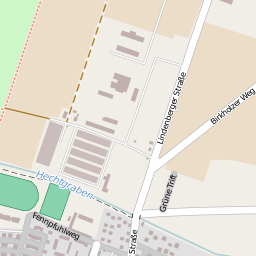 Lindenberger Straße
Birkholzer Weg
Hechtgraben
Grüne Trift
Fennpfuhlweg
Straße